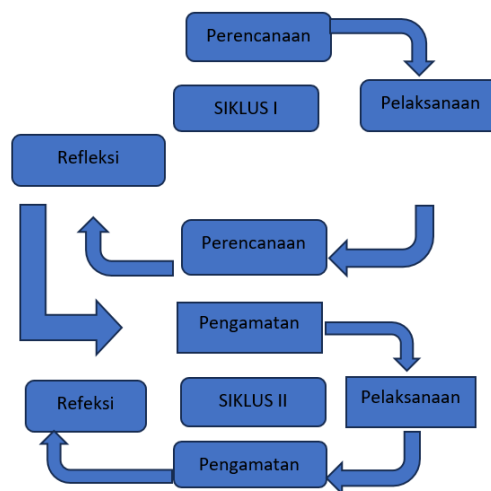 Perencanaan
Pelaksanaan
SIKLUS I
Refleksi
Perencanaan
Pengamatan
Pelaksanaan
SIKLUS II
Refeksi
Pengamatan